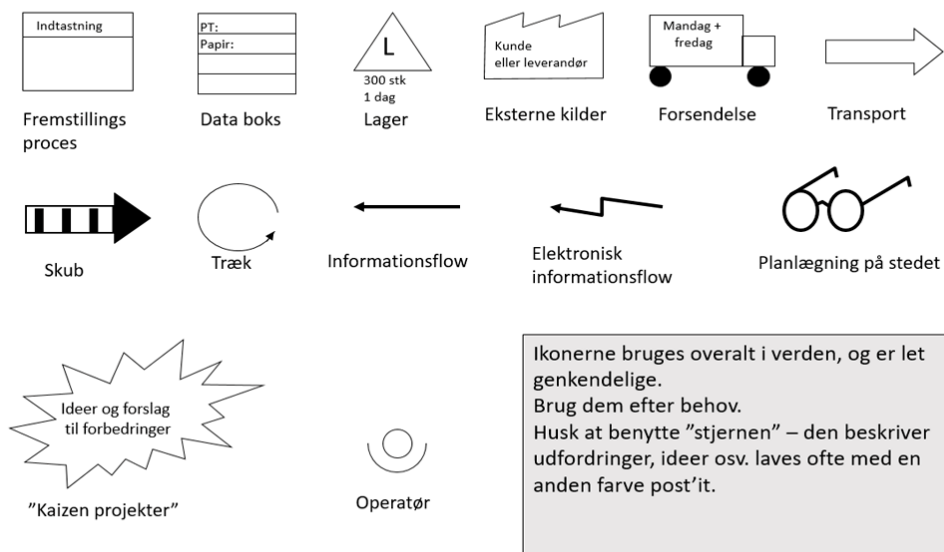 Indtastning
Fremstillings
proces
PT:
Papir:
Data boks
L
300 stk
1 dag
Lager
Kunde
eller leverandør
Eksterne kilder
Mandag +
fredag
Forsendelse
Transport
Skub
Træk
Informationsflow
Elektronisk
informationsflow
Planlægning på stedet
Ideer og forslag
til forbedringer
”Kaizen projekter”
Operatør
Ikonerne bruges overalt i verden, og er let
genkendelige.
Brug dem efter behov.
Husk at benytte ”stjernen” – den beskriver
udfordringer, ideer osv. laves ofte med en
anden farve post’it.